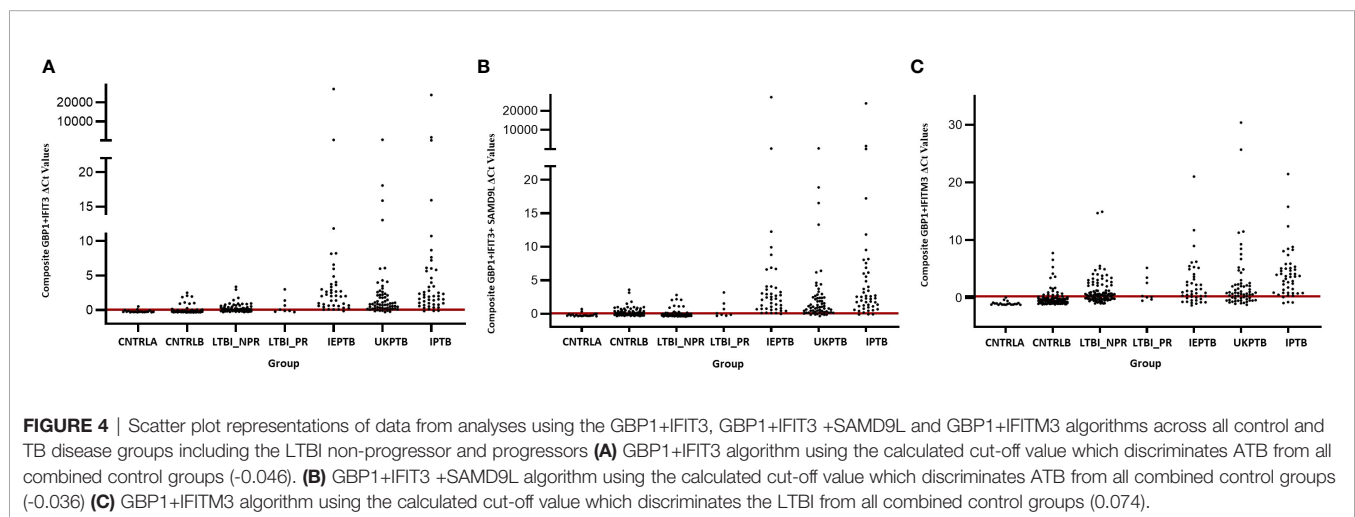 A
Composite GBP1+IFIT3 ΔCt Values
20000
10000
20
15
10
5
0
CNTRLA CNTRLB LTBI_NPR LTBI_PR IEPTB UKPTB IPTB
Group
B
Composite GBP1+IFIT3+ SAMD9L ΔCt Values
20000
10000
20
15
10
5
0
CNTRLA CNTRLB LTBI_NPR LTBI_PR IEPTB UKPTB IPTB
Group
C
Composite GBP1+IFITM3 ΔCt Values
30
20
10
0
CNTRLA CNTRLB LTBI_NPR LTBI_PR IEPTB UKPTB IPTB
Group
FIGURE 4 | Scatter plot representations of data from analyses using the GBP1+IFIT3, GBP1+IFIT3 +SAMD9L and GBP1+IFITM3 algorithms across all control and
TB disease groups including the LTBI non-progressor and progressors (A) GBP1+IFIT3 algorithm using the calculated cut-off value which discriminates ATB from all
combined control groups (-0.046). (B) GBP1+IFIT3 +SAMD9L algorithm using the calculated cut-off value which discriminates ATB from all combined control groups
(-0.036) (C) GBP1+IFITM3 algorithm using the calculated cut-off value which discriminates the LTBI from all combined control groups (0.074).